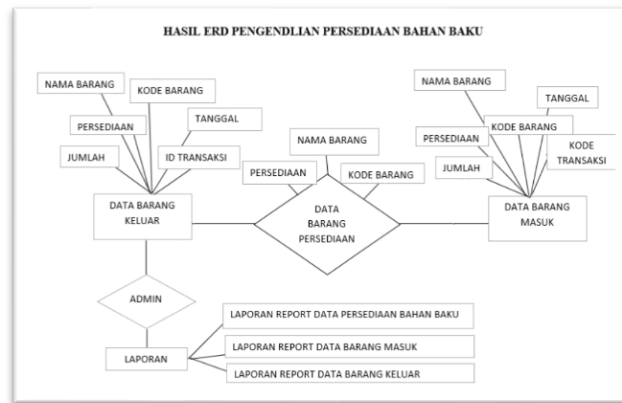 HASIL ERD PENGENDLIAN PERSEDIAAN BAHAN BAKU
NAMA BARANG
KODE BARANG
PERSEDIAAN
TANGGAL
JUMLAH
ID TRANSAKSI
DATA BARANG
KELUAR
NAMA BARANG
PERSEDIAAN
KODE BARANG
DATA
BARANG
PERSEDIAAN
NAMA BARANG
TANGGAL
KODE BARANG
PERSEDIAAN
KODE
TRANSAKSI
JUMLAH
DATA BARANG
MASUK
ADMIN
LAPORAN
LAPORAN REPORT DATA PERSEDIAAN BAHAN BAKU
LAPORAN REPORT DATA BARANG MASUK
LAPORAN REPORT DATA BARANG KELUAR